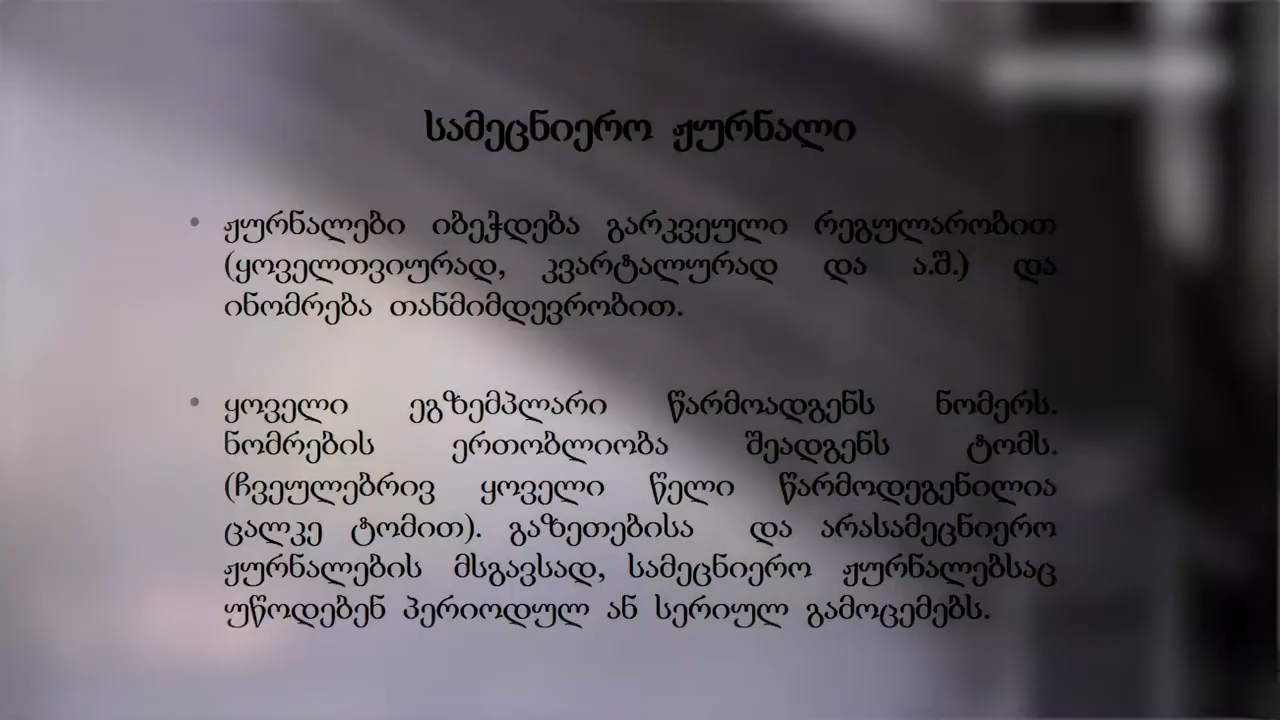 სამეცნიერო ჟურნალი
• ჟურნალები იბეჭდება გარკვეული რეგულარობით
(ყოველთვიურად, კვარტალურად და ა.შ.) და
ინომრება თანმიმდევრობით.
• ყოველი ეგზემპლარი წარმოადგენს ნომერს.
ნომრების ერთობლიობა შეადგენს ტომს.
(ჩვეულებრივ ყოველი წელი წარმოდეგენილია
ცალკე ტომით). გაზეთებისა და არასამეცნიერო
ჟურნალების მსგავსად, სამეცნიერო ჟურნალებსაც
უწოდებენ პერიოდულ ან სერიულ გამოცემებს.